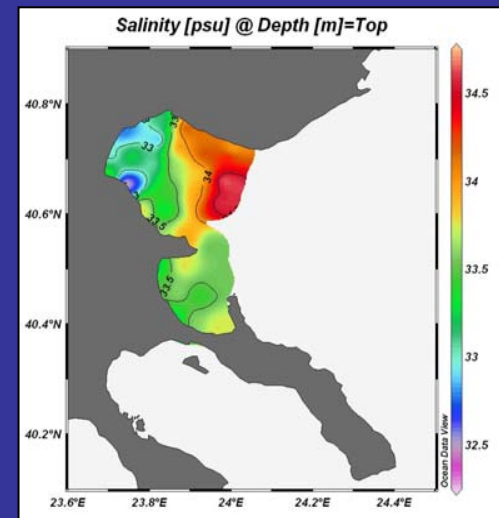 Salinity [psu] @ Depth [m]=Top
40.8°N
40.6°N
40.4°N
40.2°N
23.6°E
23.8°E
24°E
24.2°E
24.4°E
33
34
33.5
33.5
34.5
34
33.5
33
32.5
Ocean Data View